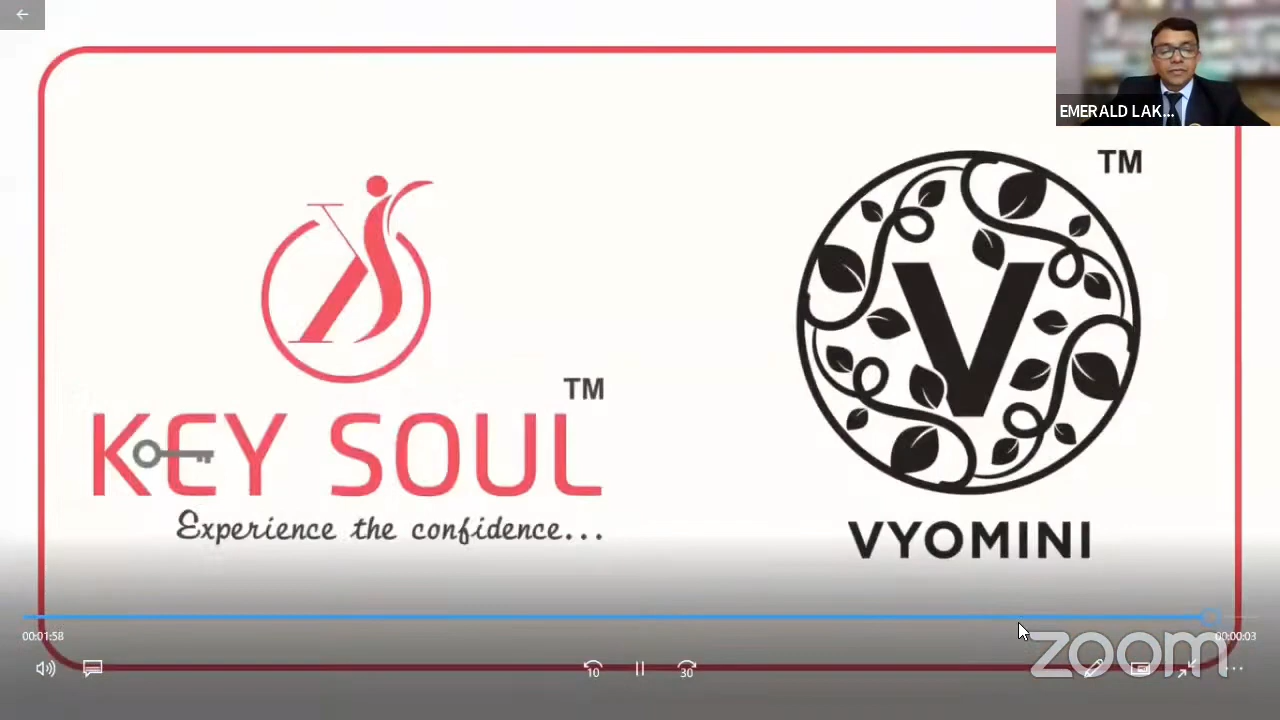 EMERALD LAK...
TM
TM
KEY SOUL
Experience the confidence...
V
VYOMINI
00:01:58
00:00:03
10
30
zoom